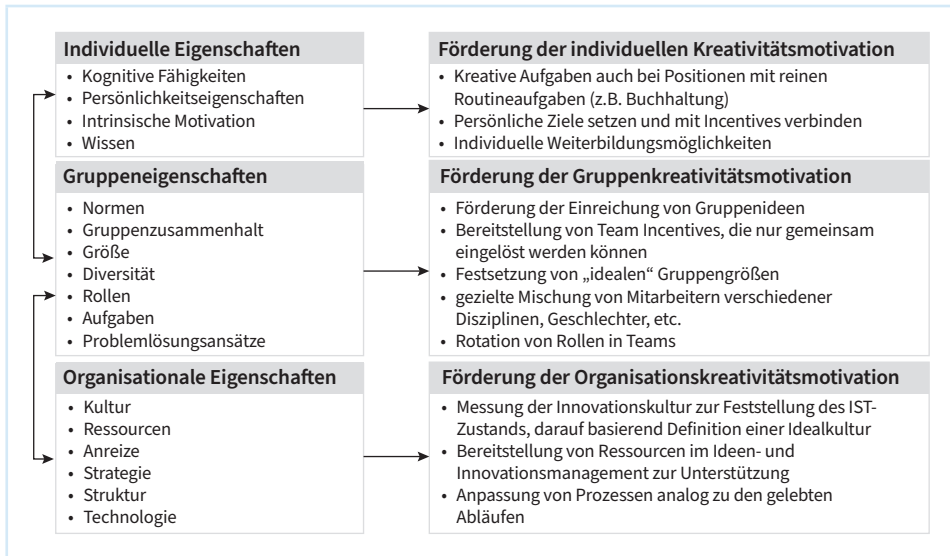 Individuelle Eigenschaften
• Kognitive Fähigkeiten
• Persönlichkeitseigenschaften
• Intrinsische Motivation
• Wissen
Förderung der individuellen Kreativitätsmotivation
• Kreative Aufgaben auch bei Positionen mit reinen
Routineaufgaben (z.B. Buchhaltung)
• Persönliche Ziele setzen und mit Incentives verbinden
• Individuelle Weiterbildungsmöglichkeiten
Gruppeneigenschaften
• Normen
• Gruppenzusammenhalt
• Größe
• Diversität
• Rollen
• Aufgaben
• Problemlösungsansätze
Förderung der Gruppenkreativitätsmotivation
• Förderung der Einreichung von Gruppenideen
• Bereitstellung von Team Incentives, die nur gemeinsam
eingelöst werden können
• Festsetzung von „idealen“ Gruppengrößen
• gezielte Mischung von Mitarbeitern verschiedener
Disziplinen, Geschlechter, etc.
• Rotation von Rollen in Teams
Organisationale Eigenschaften
• Kultur
• Ressourcen
• Anreize
• Strategie
• Struktur
• Technologie
Förderung der Organisationskreativitätsmotivation
• Messung der Innovationskultur zur Feststellung des IST-
Zustands, darauf basierend Definition einer Idealkultur
• Bereitstellung von Ressourcen im Ideen- und
Innovationsmanagement zur Unterstützung
• Anpassung von Prozessen analog zu den gelebten
Abläufen